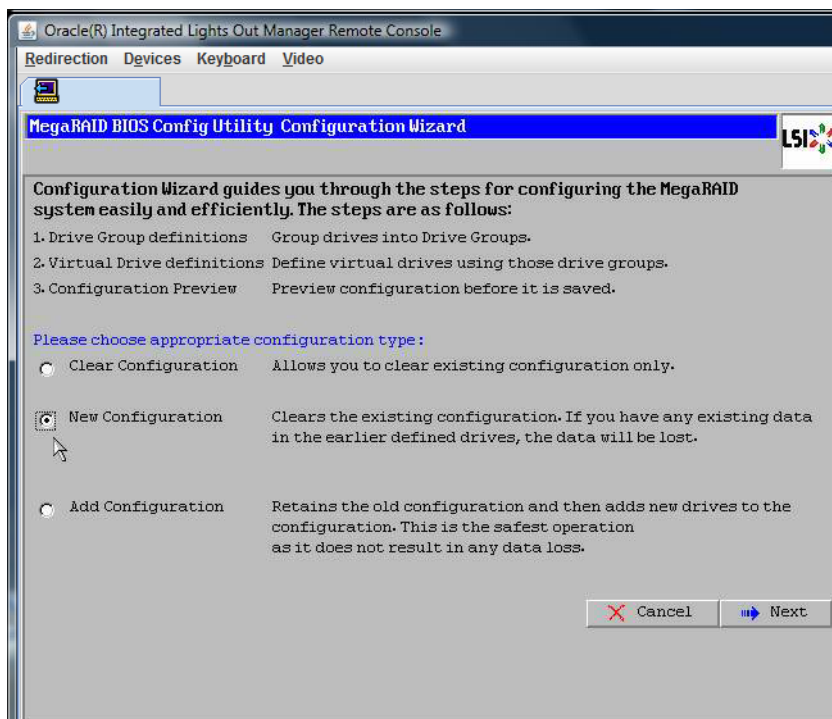 Oracle(R) Integrated Lights Out Manager Remote Console
Redirection Devices Keyboard Video
MegaRAID BIOS Config Utility Configuration Wizard
LSI
Configuration Wizard guides you through the steps for configuring the MegaRAID
system easily and efficiently. The steps are as follows:
1. Drive Group definitions Group drives into Drive Groups.
2. Virtual Drive definitions Define virtual drives using those drive groups.
3. Configuration Preview Preview configuration before it is saved.
Please choose appropriate configuration type:
Clear Configuration Allows you to clear existing configuration only.
New Configuration Clears the existing configuration. If you have any existing data
in the earlier defined drives, the data will be lost.
Add Configuration Retains the old configuration and then adds new drives to the
configuration. This is the safest operation
as it does not result in any data loss.
Cancel Next